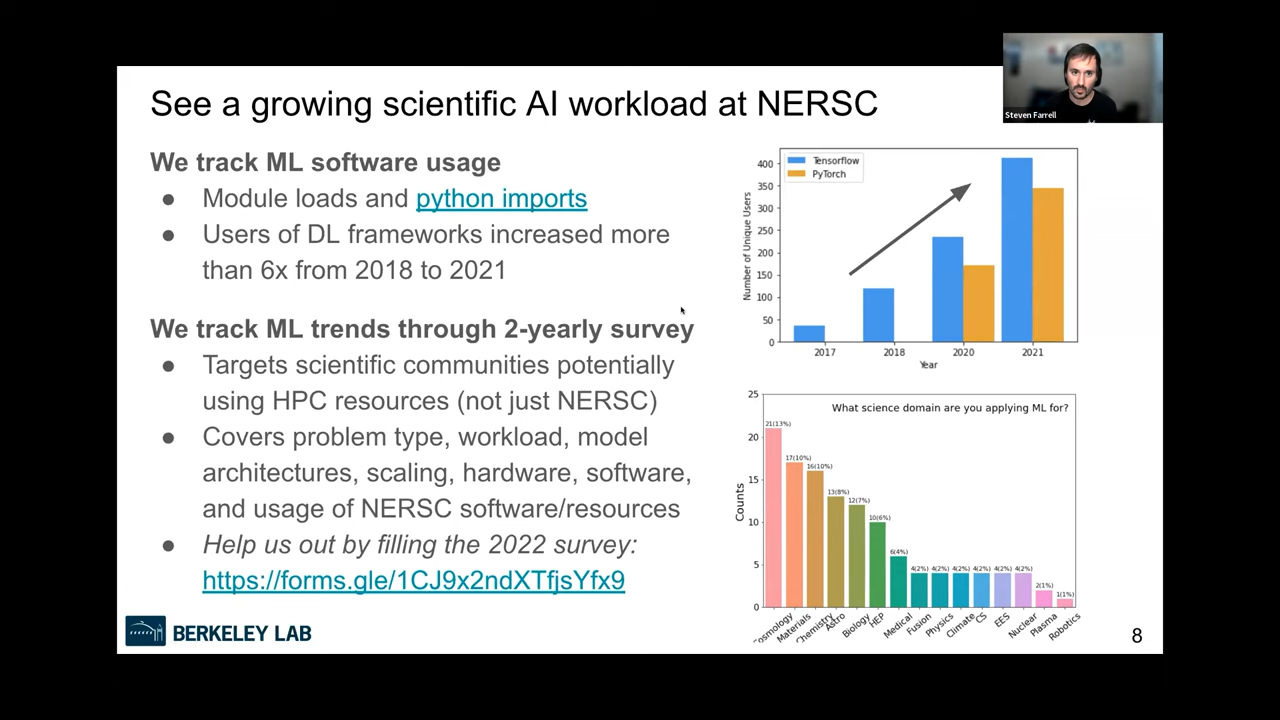 See a growing scientific AI workload at NERSC
Steven Farrell
We track ML software usage
● Module loads and python imports
● Users of DL frameworks increased more
than 6x from 2018 to 2021
We track ML trends through 2-yearly survey
● Targets scientific communities potentially
using HPC resources (not just NERSC)
● Covers problem type, workload, model
architectures, scaling, hardware, software,
and usage of NERSC software/resources
● Help us out by filling the 2022 survey:
https://forms.gle/1CJ9x2ndXTfjsYfx9
Tensorflow
PyTorch
Number of Unique Users
400
350
300
250
200
150
100
50
0
2017 2018 2020 2021
Year
What science domain are you applying ML for?
Counts
25
20
15
10
5
0
21(13%) 17(10%) 16(10%) 13(8%) 12(7%) 10(6%) 6(4%) 4(2%) 4(2%) 4(2%) 4(2%) 4(2%) 4(2%) 2(1%) 1(1%)
osmology Materials Chemistry Astro Biology HEP Medical Fusion Physics Climate CS EES Nuclear Plasma Robotics
BERKELEY LAB
8